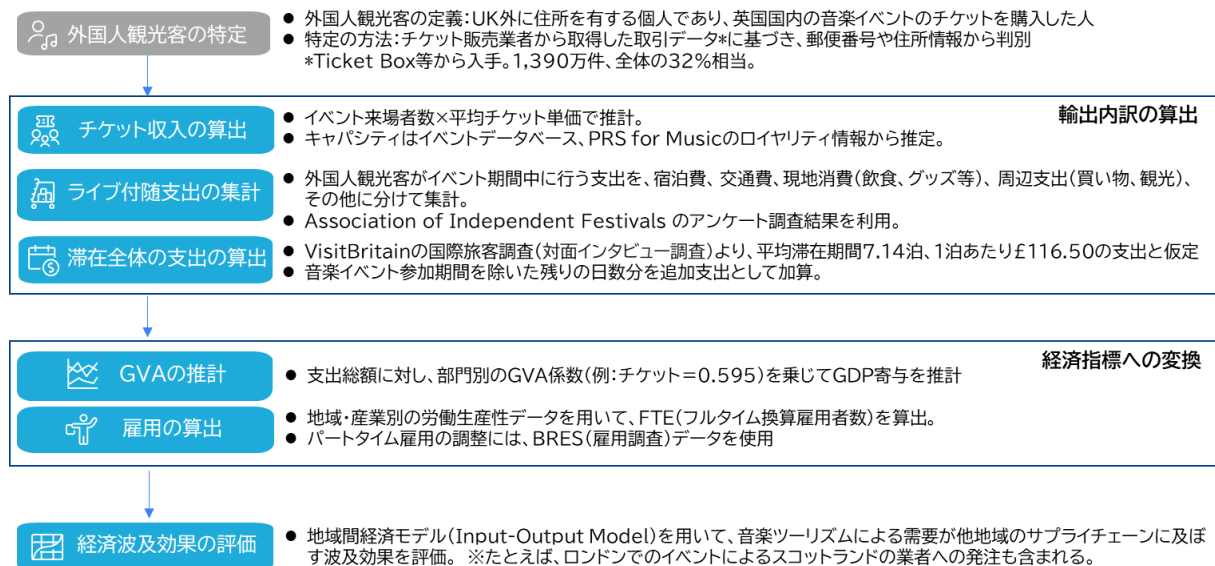 外国人観光客の特定
● 外国人観光客の定義:UK外に住所を有する個人であり、英国国内の音楽イベントのチケットを購入した人
● 特定の方法:チケット販売業者から取得した取引データ*に基づき、郵便番号や住所情報から判別
*Ticket Box等から入手。1,390万件、全体の32%相当。
輸出内訳の算出
チケット収入の算出
● イベント来場者数×平均チケット単価で推計。
● キャパシティはイベントデータベース、PRS for Musicのロイヤリティ情報から推定。
ライブ付随支出の集計
● 外国人観光客がイベント期間中に行う支出を、宿泊費、交通費、現地消費(飲食、グッズ等)、周辺支出(買い物、観光)、
その他に分けて集計。
● Association of Independent Festivals のアンケート調査結果を利用。
滞在全体の支出の算出
● VisitBritainの国際旅客調査(対面インタビュー調査)より、平均滞在期間7.14泊、1泊あたり£116.50の支出と仮定
● 音楽イベント参加期間を除いた残りの日数分を追加支出として加算。
経済指標への変換
GVAの推計
● 支出総額に対し、部門別のGVA係数(例:チケット=0.595)を乗じてGDP寄与を推計
雇用の算出
● 地域・産業別の労働生産性データを用いて、FTE(フルタイム換算雇用者数)を算出。
● パートタイム雇用の調整には、BRES(雇用調査)データを使用
経済波及効果の評価
● 地域間経済モデル(Input-Output Model)を用いて、音楽ツーリズムによる需要が他地域のサプライチェーンに及ぼ
す波及効果を評価。 ※たとえば、ロンドンでのイベントによるスコットランドの業者への発注も含まれる。